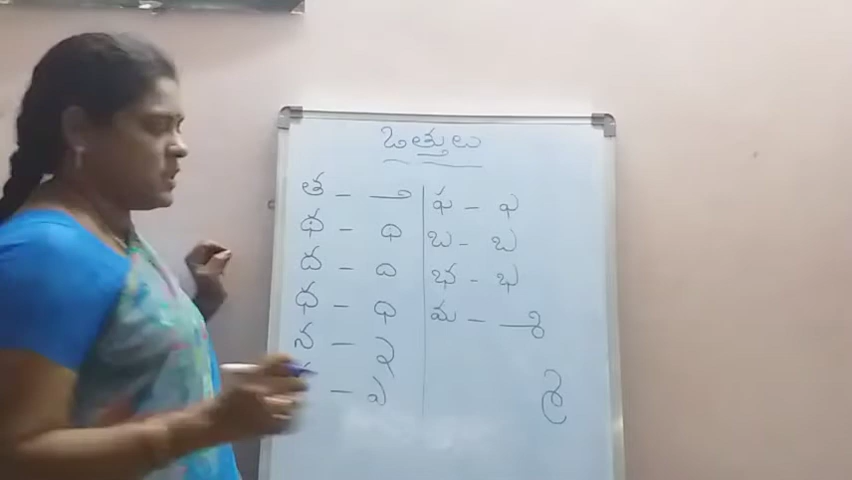 ఒత్తులు
త - ్త
థ - ్థ
ద - ్ద
ధ - ్ధ
న - ్న
- ్ప
ఫ - ్ఫ
బ - ్బ
భ - ్భ
మ - ్మ